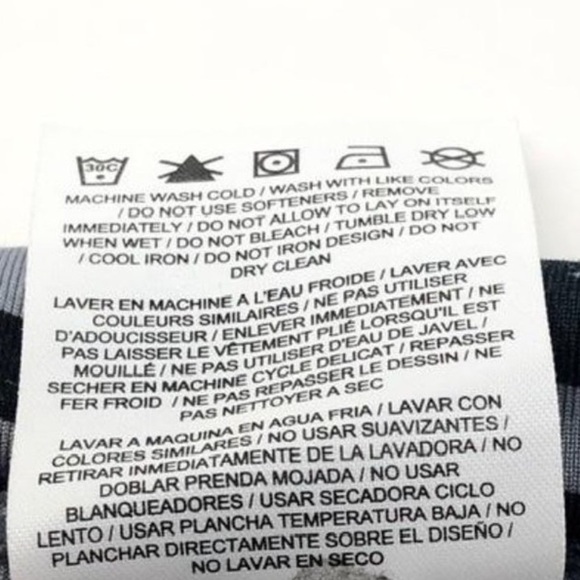 30C
MACHINE WASH COLD / WASH WITH LIKE COLORS
/ DO NOT USE SOFTENERS / REMOVE
IMMEDIATELY / DO NOT ALLOW TO LAY ON ITSELF
WHEN WET / DO NOT BLEACH / TUMBLE DRY LOW
/ COOL IRON / DO NOT IRON DESIGN / DO NOT
DRY CLEAN
LAVER EN MACHINE A L'EAU FROIDE / LAVER AVEC
COULEURS SIMILAIRES / NE PAS UTILISER
D'ADOUCISSEUR / ENLEVER IMMEDIATEMENT / NE
PAS LAISSER LE VÊTEMENT PLIÉ LORSQU'IL EST
MOUILLÉ / NE PAS UTILISER D'EAU DE JAVEL /
SECHER EN MACHINE CYCLE DELICAT / REPASSER
FER FROID / NE PAS REPASSER LE DESSIN / NE
PAS NETTOYER A SEC
LAVAR A MAQUINA EN AGUA FRIA / LAVAR CON
COLORES SIMILARES / NO USAR SUAVIZANTES /
RETIRAR INMEDIATAMENTE DE LA LAVADORA / NO
DOBLAR PRENDA MOJADA / NO USAR
BLANQUEADORES / USAR SECADORA CICLO
LENTO / USAR PLANCHA TEMPERATURA BAJA / NO
PLANCHAR DIRECTAMENTE SOBRE EL DISEÑO /
NO LAVAR EN SECO